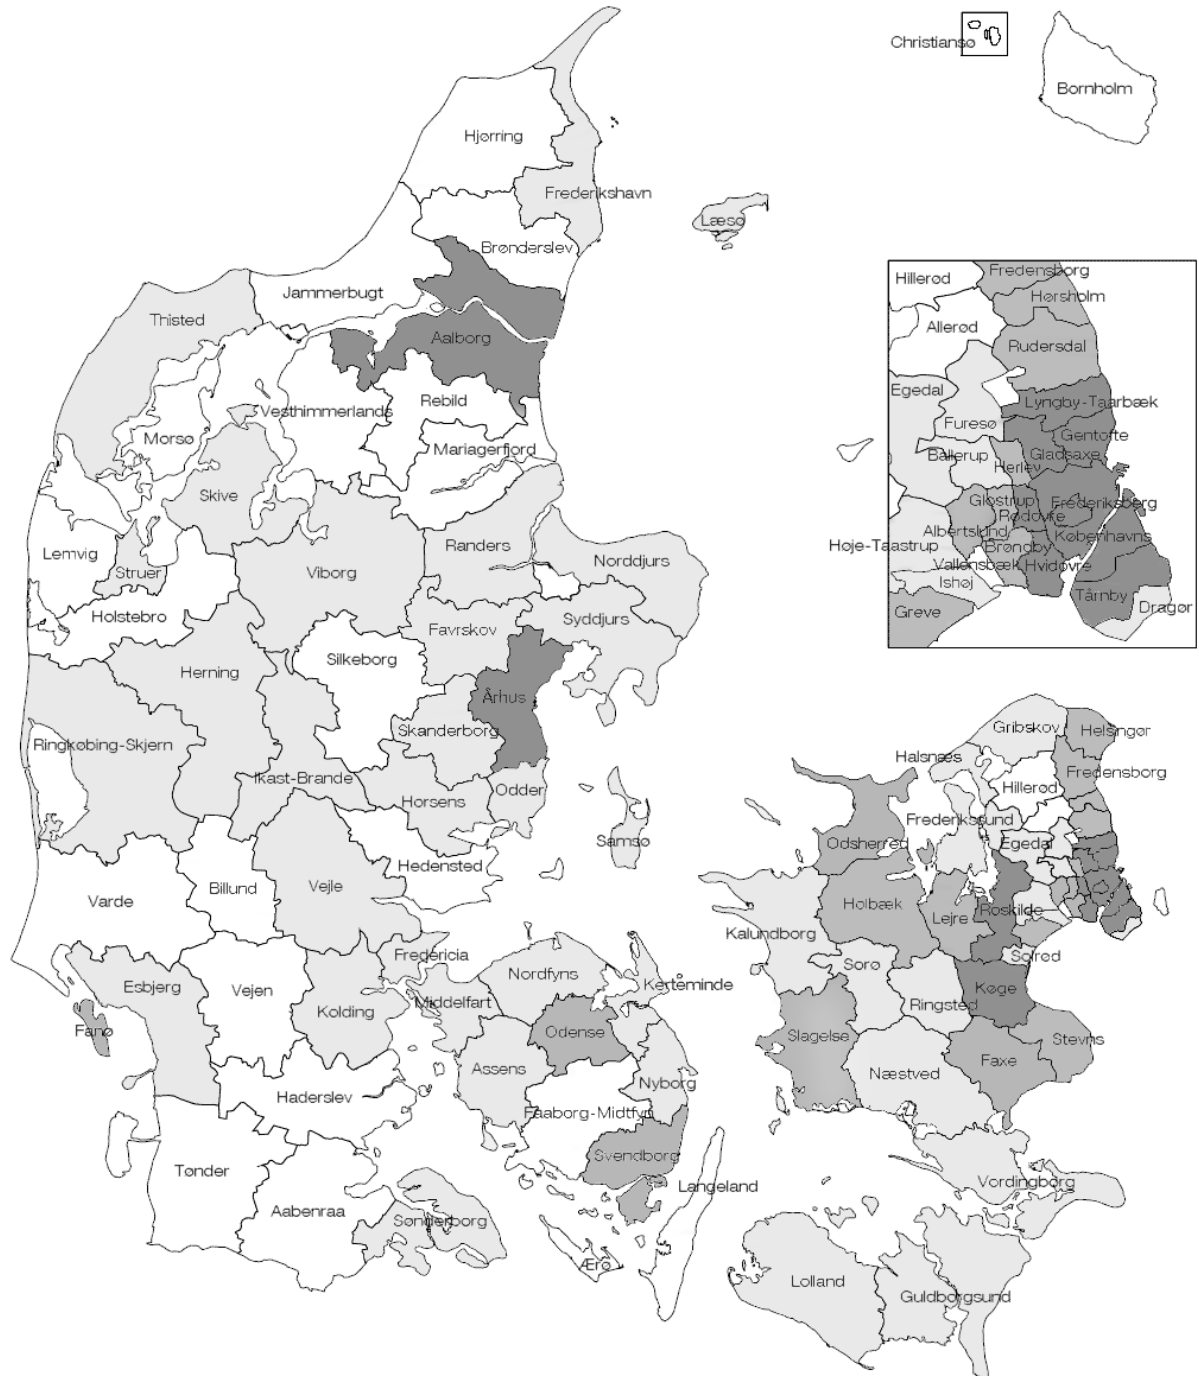 Christiansø
Bornholm
Hjørring
Frederikshavn
Læsø
Brønderslev
Jammerbugt
Thisted
Aalborg
Vesthimmerlands
Rebild
Morsø
Mariagerfjord
Skive
Lemvig
Struer
Viborg
Randers
Norddjurs
Holstebro
Favrskov
Syddjurs
Herning
Silkeborg
Århus
Skanderborg
Ringkøbing-Skjern
Ikast-Brande
Horsens
Odder
Samsø
Hedensted
Billund
Vejle
Varde
Fredericia
Esbjerg
Vejen
Kolding
Middelfart
Nordfyns
Kerteminde
Fanø
Odense
Assens
Nyborg
Haderslev
Faaborg-Midtfyn
Svendborg
Tønder
Langeland
Aabenraa
Sønderborg
Ærø
Hillerød
Fredensborg
Hørsholm
Allerød
Rudersdal
Egedal
Lyngby-Taarbæk
Furesø
Gentofte
Ballerup
Gladsaxe
Herlev
Glostrup
Frederiksberg
Rødovre
Albertslund
Københavns
Høje-Taastrup
Brøndby
Vallensbæk
Hvidovre
Ishøj
Tårnby
Greve
Dragør
Gribskov
Helsingør
Halsnæs
Fredensborg
Hillerød
Frederikssund
Odsherred
Egedal
Holbæk
Lejre
Roskilde
Kalundborg
Sorø
Solrød
Ringsted
Køge
Slagelse
Stevns
Faxe
Næstved
Vordingborg
Lolland
Guldborgsund